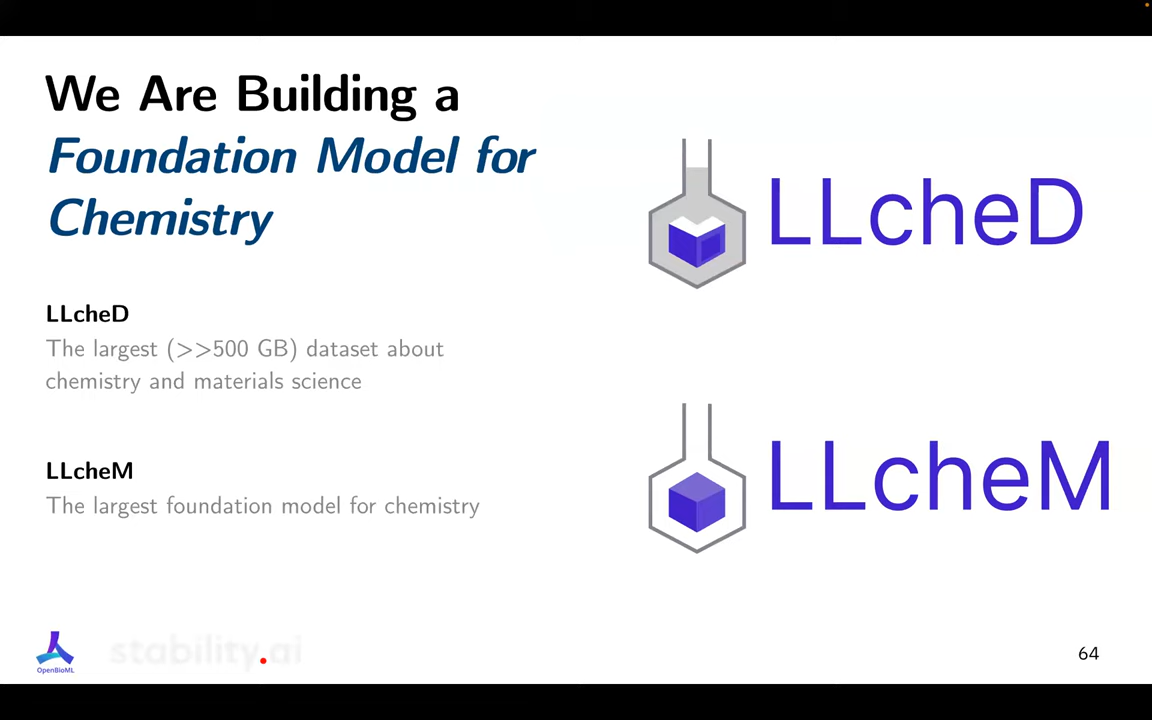 We Are Building a
Foundation Model for
Chemistry
LLcheD
The largest (>>500 GB) dataset about
chemistry and materials science
LLcheM
The largest foundation model for chemistry
LLcheD
LLcheM
OpenBioML
stability.ai
64